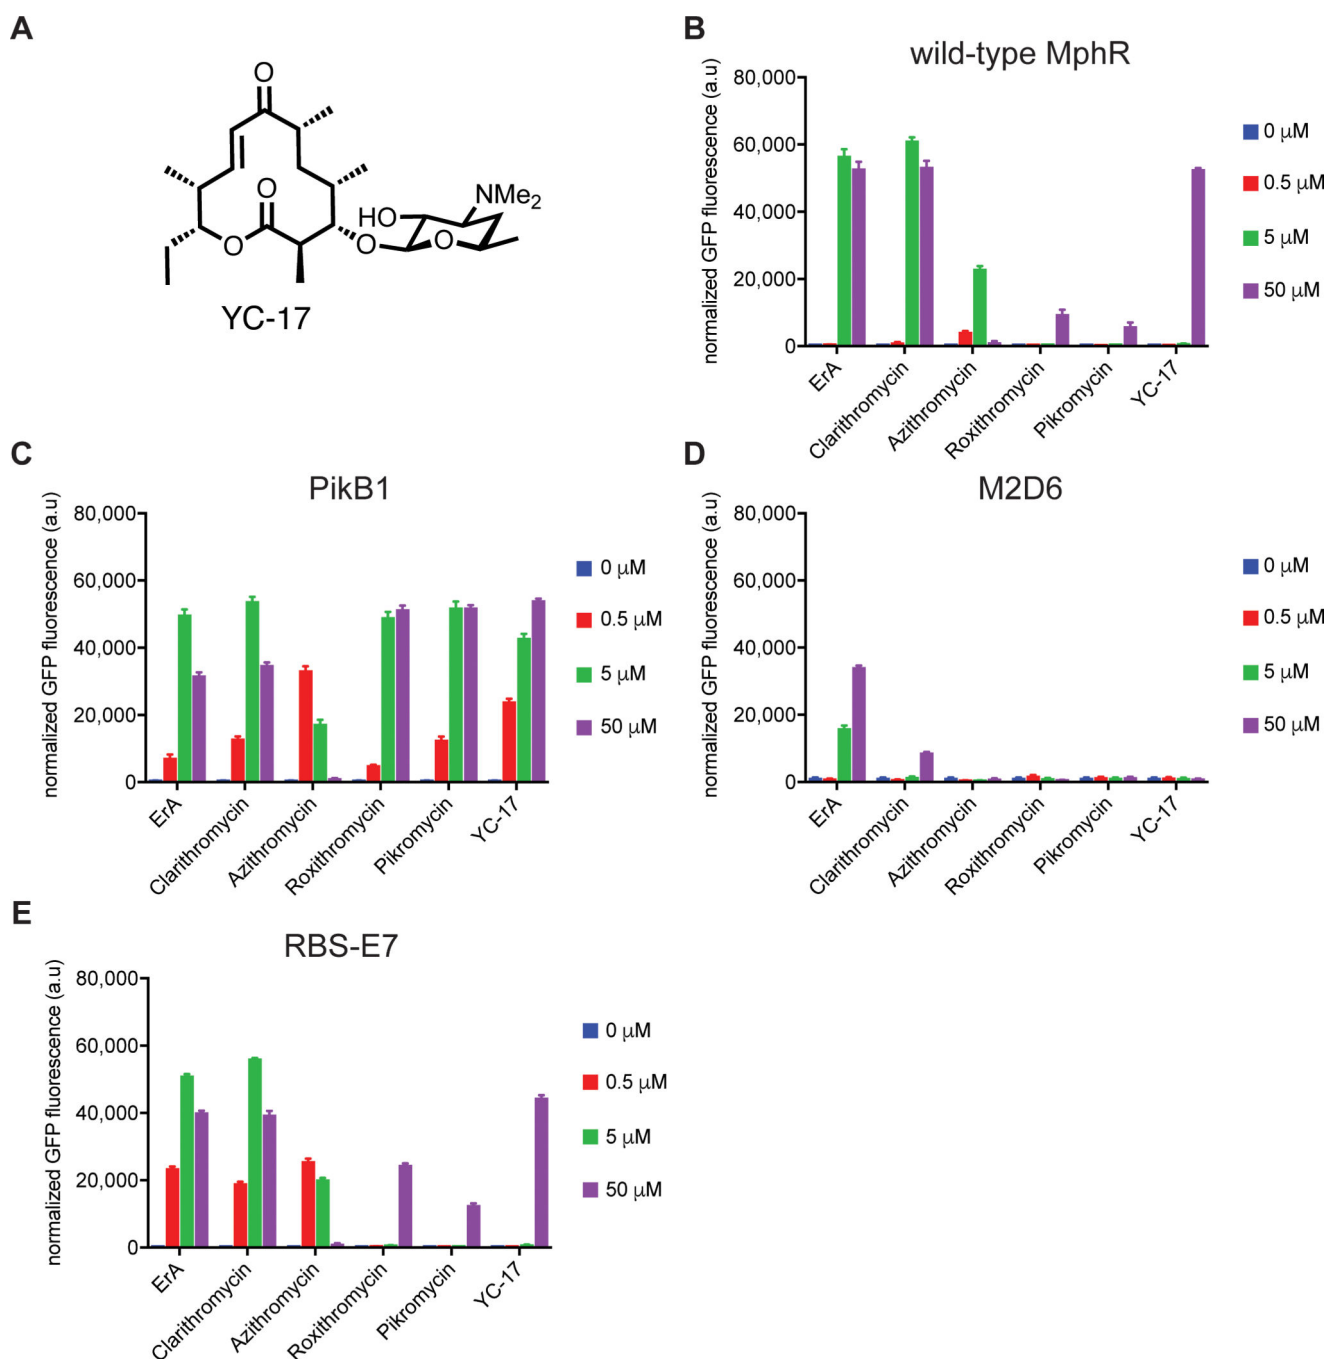 A
O
O
O
O
O
HO
NMe2
YC-17
B
wild-type MphR
normalized GFP fluorescence (a.u)
80,000
60,000
40,000
20,000
0
ErA
Clarithromycin
Azithromycin
Roxithromycin
Pikromycin
YC-17
0 μM
0.5 μM
5 μM
50 μM
C
PikB1
normalized GFP fluorescence (a.u)
80,000
60,000
40,000
20,000
0
ErA
Clarithromycin
Azithromycin
Roxithromycin
Pikromycin
YC-17
0 μM
0.5 μM
5 μM
50 μM
D
M2D6
normalized GFP fluorescence (a.u)
80,000
60,000
40,000
20,000
0
ErA
Clarithromycin
Azithromycin
Roxithromycin
Pikromycin
YC-17
0 μM
0.5 μM
5 μM
50 μM
E
RBS-E7
normalized GFP fluorescence (a.u)
80,000
60,000
40,000
20,000
0
ErA
Clarithromycin
Azithromycin
Roxithromycin
Pikromycin
YC-17
0 μM
0.5 μM
5 μM
50 μM